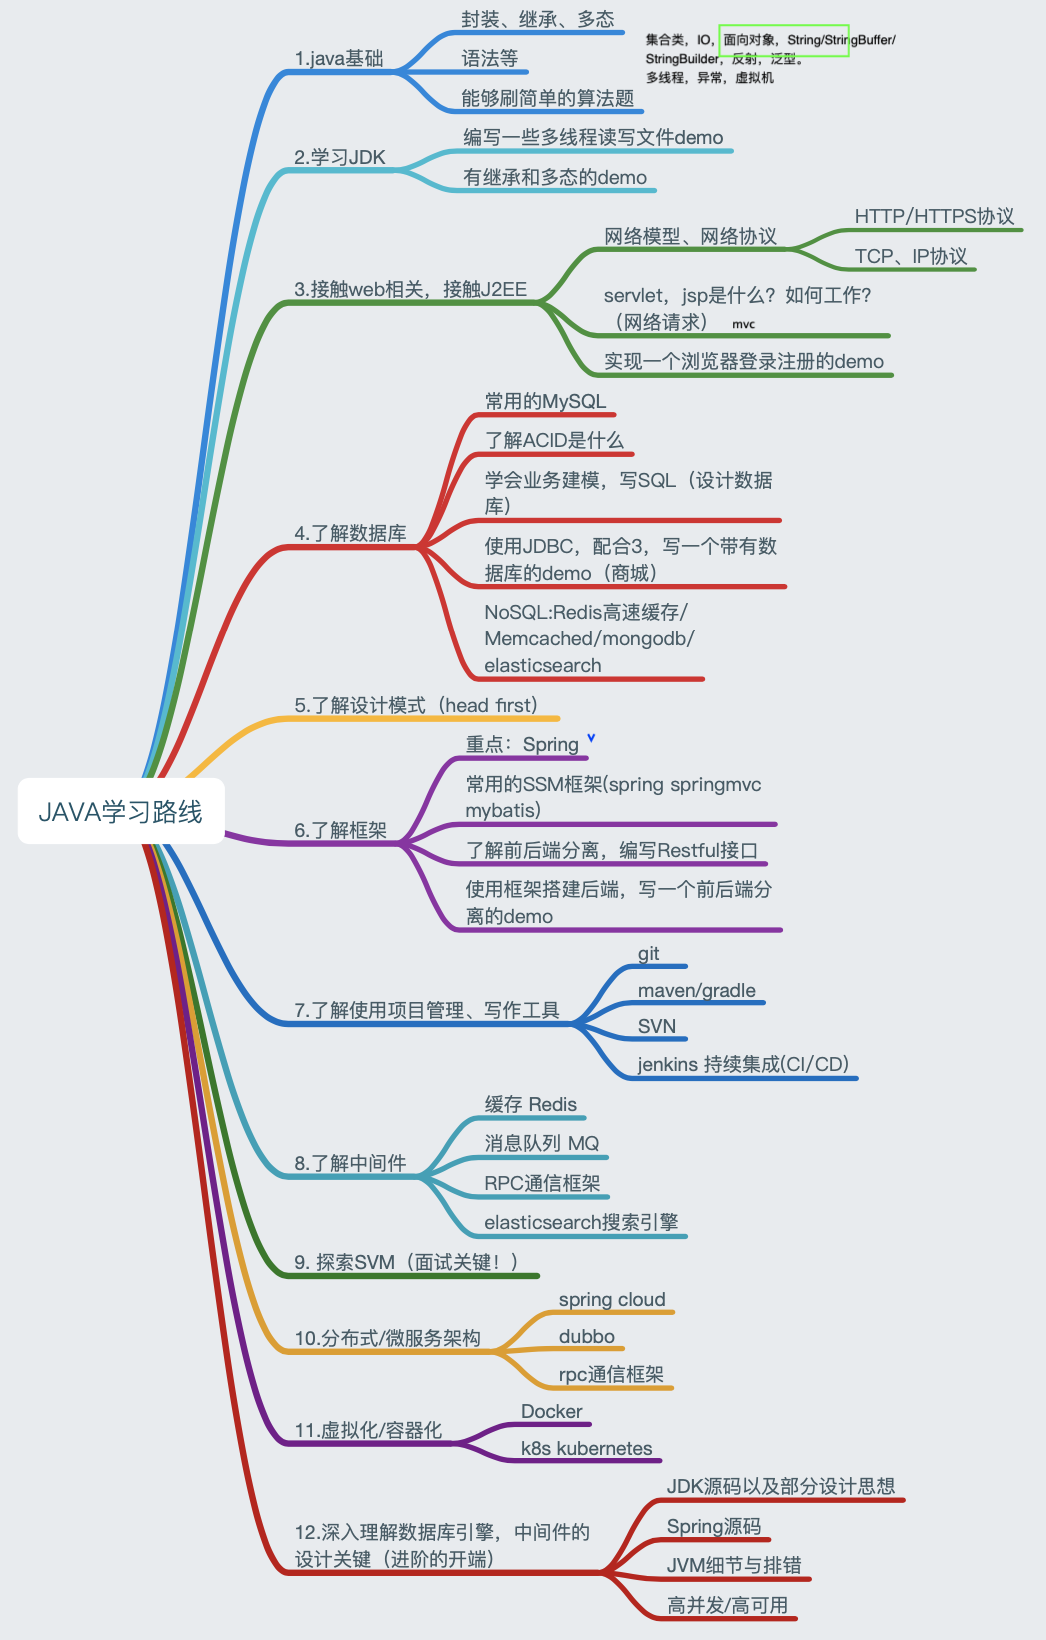 封装、继承、多态
1.java基础
语法等
能够刷简单的算法题
集合类，IO，面向对象，String/StringBuffer/
StringBuilder，反射，泛型。
多线程，异常，虚拟机
2.学习JDK
编写一些多线程读写文件demo
有继承和多态的demo
3.接触web相关，接触J2EE
网络模型、网络协议
HTTP/HTTPS协议
TCP、IP协议
servlet，jsp是什么？如何工作？
（网络请求） mvc
实现一个浏览器登录注册的demo
4.了解数据库
常用的MySQL
了解ACID是什么
学会业务建模，写SQL（设计数据
库）
使用JDBC，配合3，写一个带有数
据库的demo（商城）
NoSQL:Redis高速缓存/
Memcached/mongodb/
elasticsearch
5.了解设计模式（head first）
JAVA学习路线
6.了解框架
重点：Spring
常用的SSM框架(spring springmvc
mybatis)
了解前后端分离，编写Restful接口
使用框架搭建后端，写一个前后端分
离的demo
7.了解使用项目管理、写作工具
git
maven/gradle
SVN
jenkins 持续集成(CI/CD)
8.了解中间件
缓存 Redis
消息队列 MQ
RPC通信框架
elasticsearch搜索引擎
9. 探索SVM（面试关键！）
10.分布式/微服务架构
spring cloud
dubbo
rpc通信框架
11.虚拟化/容器化
Docker
k8s kubernetes
12.深入理解数据库引擎，中间件的
设计关键（进阶的开端）
JDK源码以及部分设计思想
Spring源码
JVM细节与排错
高并发/高可用